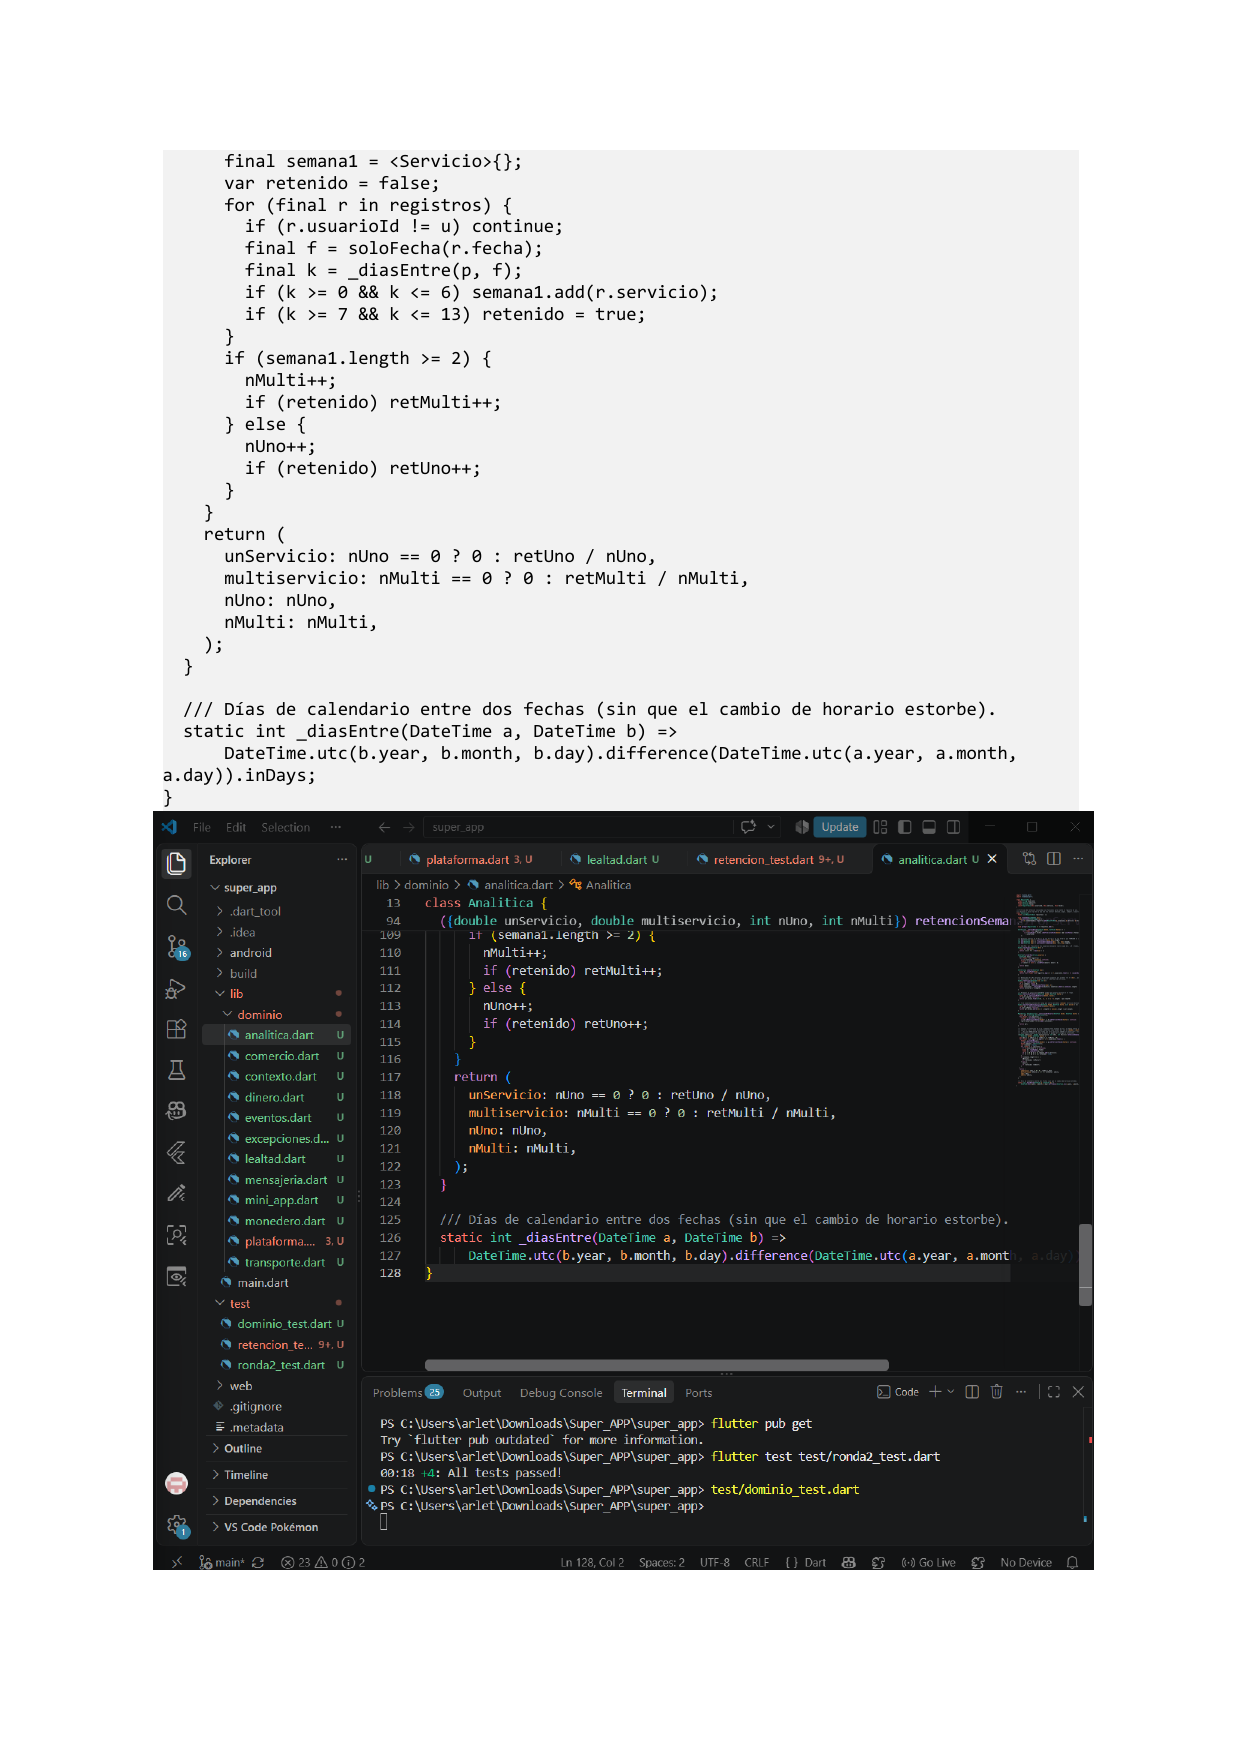 final semana1 = <Servicio>{};
var retenido = false;
for (final r in registros) {
if (r.usuarioId != u) continue;
final f = soloFecha(r.fecha);
final k = _diasEntre(p, f);
if (k >= 0 && k <= 6) semana1.add(r.servicio);
if (k >= 7 && k <= 13) retenido = true;
}
if (semana1.length >= 2) {
nMulti++;
if (retenido) retMulti++;
} else {
nUno++;
if (retenido) retUno++;
}
}
return (
unServicio: nUno == 0 ? 0 : retUno / nUno,
multiservicio: nMulti == 0 ? 0 : retMulti / nMulti,
nUno: nUno,
nMulti: nMulti,
);
}
/// Días de calendario entre dos fechas (sin que el cambio de horario estorbe).
static int _diasEntre(DateTime a, DateTime b) =>
DateTime.utc(b.year, b.month, b.day).difference(DateTime.utc(a.year, a.month,
a.day)).inDays;
}
File Edit Selection ··· super_app Update
Explorer ···
super_app
.dart_tool
.idea
android
build
lib
dominio
analitica.dart U
comercio.dart U
contexto.dart U
dinero.dart U
eventos.dart U
excepciones.d... U
lealtad.dart U
mensajeria.dart U
mini_app.dart U
monedero.dart U
plataforma.... 3, U
transporte.dart U
main.dart
test
dominio_test.dart U
retencion_te... 9+, U
ronda2_test.dart U
web
.gitignore
.metadata
Outline
Timeline
Dependencies
VS Code Pokémon
16
1
U plataforma.dart 3, U lealtad.dart U retencion_test.dart 9+, U analitica.dart U
lib > dominio > analitica.dart > Analitica
13 class Analitica {
94 ({double unServicio, double multiservicio, int nUno, int nMulti}) retencionSema
109 if (semana1.length >= 2) {
110 nMulti++;
111 if (retenido) retMulti++;
112 } else {
113 nUno++;
114 if (retenido) retUno++;
115 }
116 }
117 return (
118 unServicio: nUno == 0 ? 0 : retUno / nUno,
119 multiservicio: nMulti == 0 ? 0 : retMulti / nMulti,
120 nUno: nUno,
121 nMulti: nMulti,
122 );
123 }
124
125 /// Días de calendario entre dos fechas (sin que el cambio de horario estorbe).
126 static int _diasEntre(DateTime a, DateTime b) =>
127 DateTime.utc(b.year, b.month, b.day).difference(DateTime.utc(a.year, a.month, a.day)
128 }
Problems 25 Output Debug Console Terminal Ports Code
PS C:\Users\arlet\Downloads\Super_APP\super_app> flutter pub get
Try `flutter pub outdated` for more information.
PS C:\Users\arlet\Downloads\Super_APP\super_app> flutter test test/ronda2_test.dart
00:18 +4: All tests passed!
PS C:\Users\arlet\Downloads\Super_APP\super_app> test/dominio_test.dart
PS C:\Users\arlet\Downloads\Super_APP\super_app>
main* 23 0 2 Ln 128, Col 2 Spaces: 2 UTF-8 CRLF { } Dart Go Live No Device